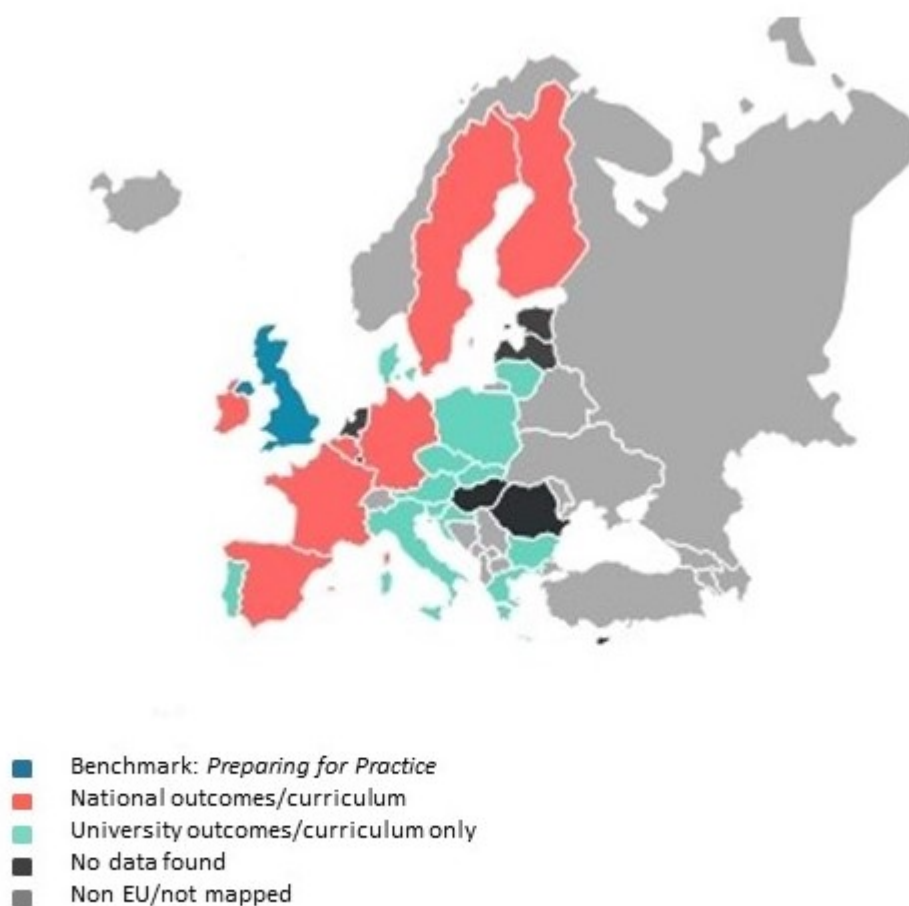 Benchmark: Preparing for Practice
National outcomes/curriculum
University outcomes/curriculum only
No data found
Non EU/not mapped